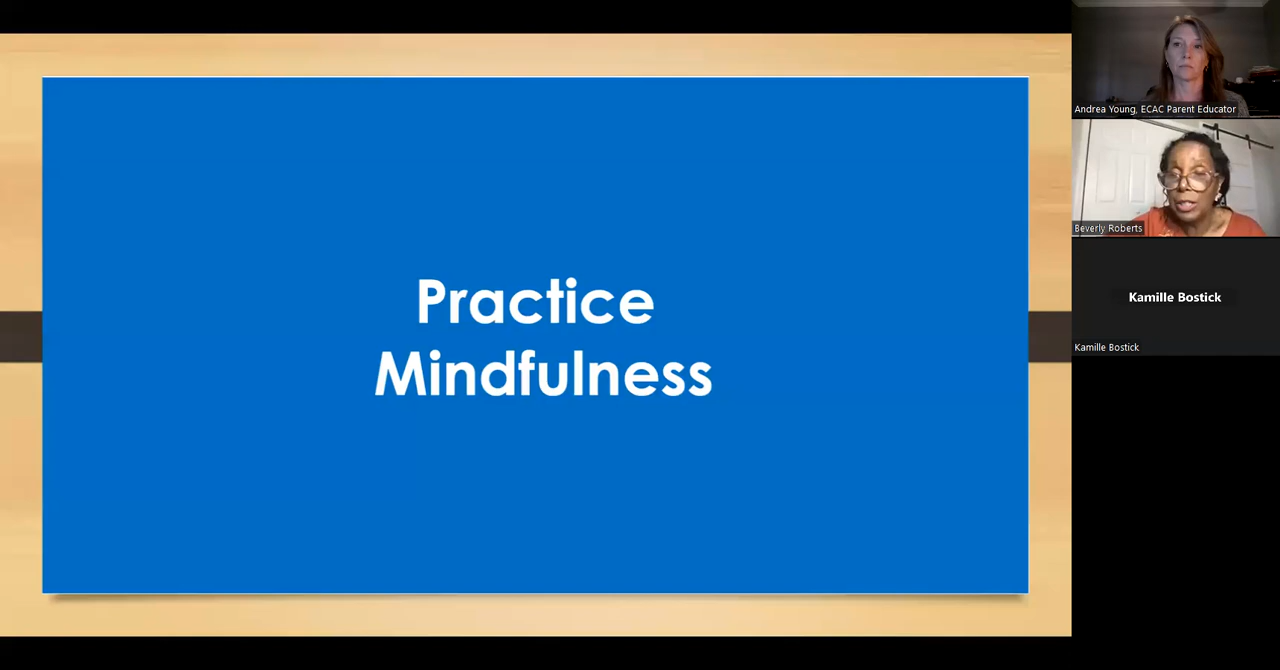 Practice
Mindfulness
Andrea Young, ECAC Parent Educator
Beverly Roberts
Kamille Bostick
Kamille Bostick